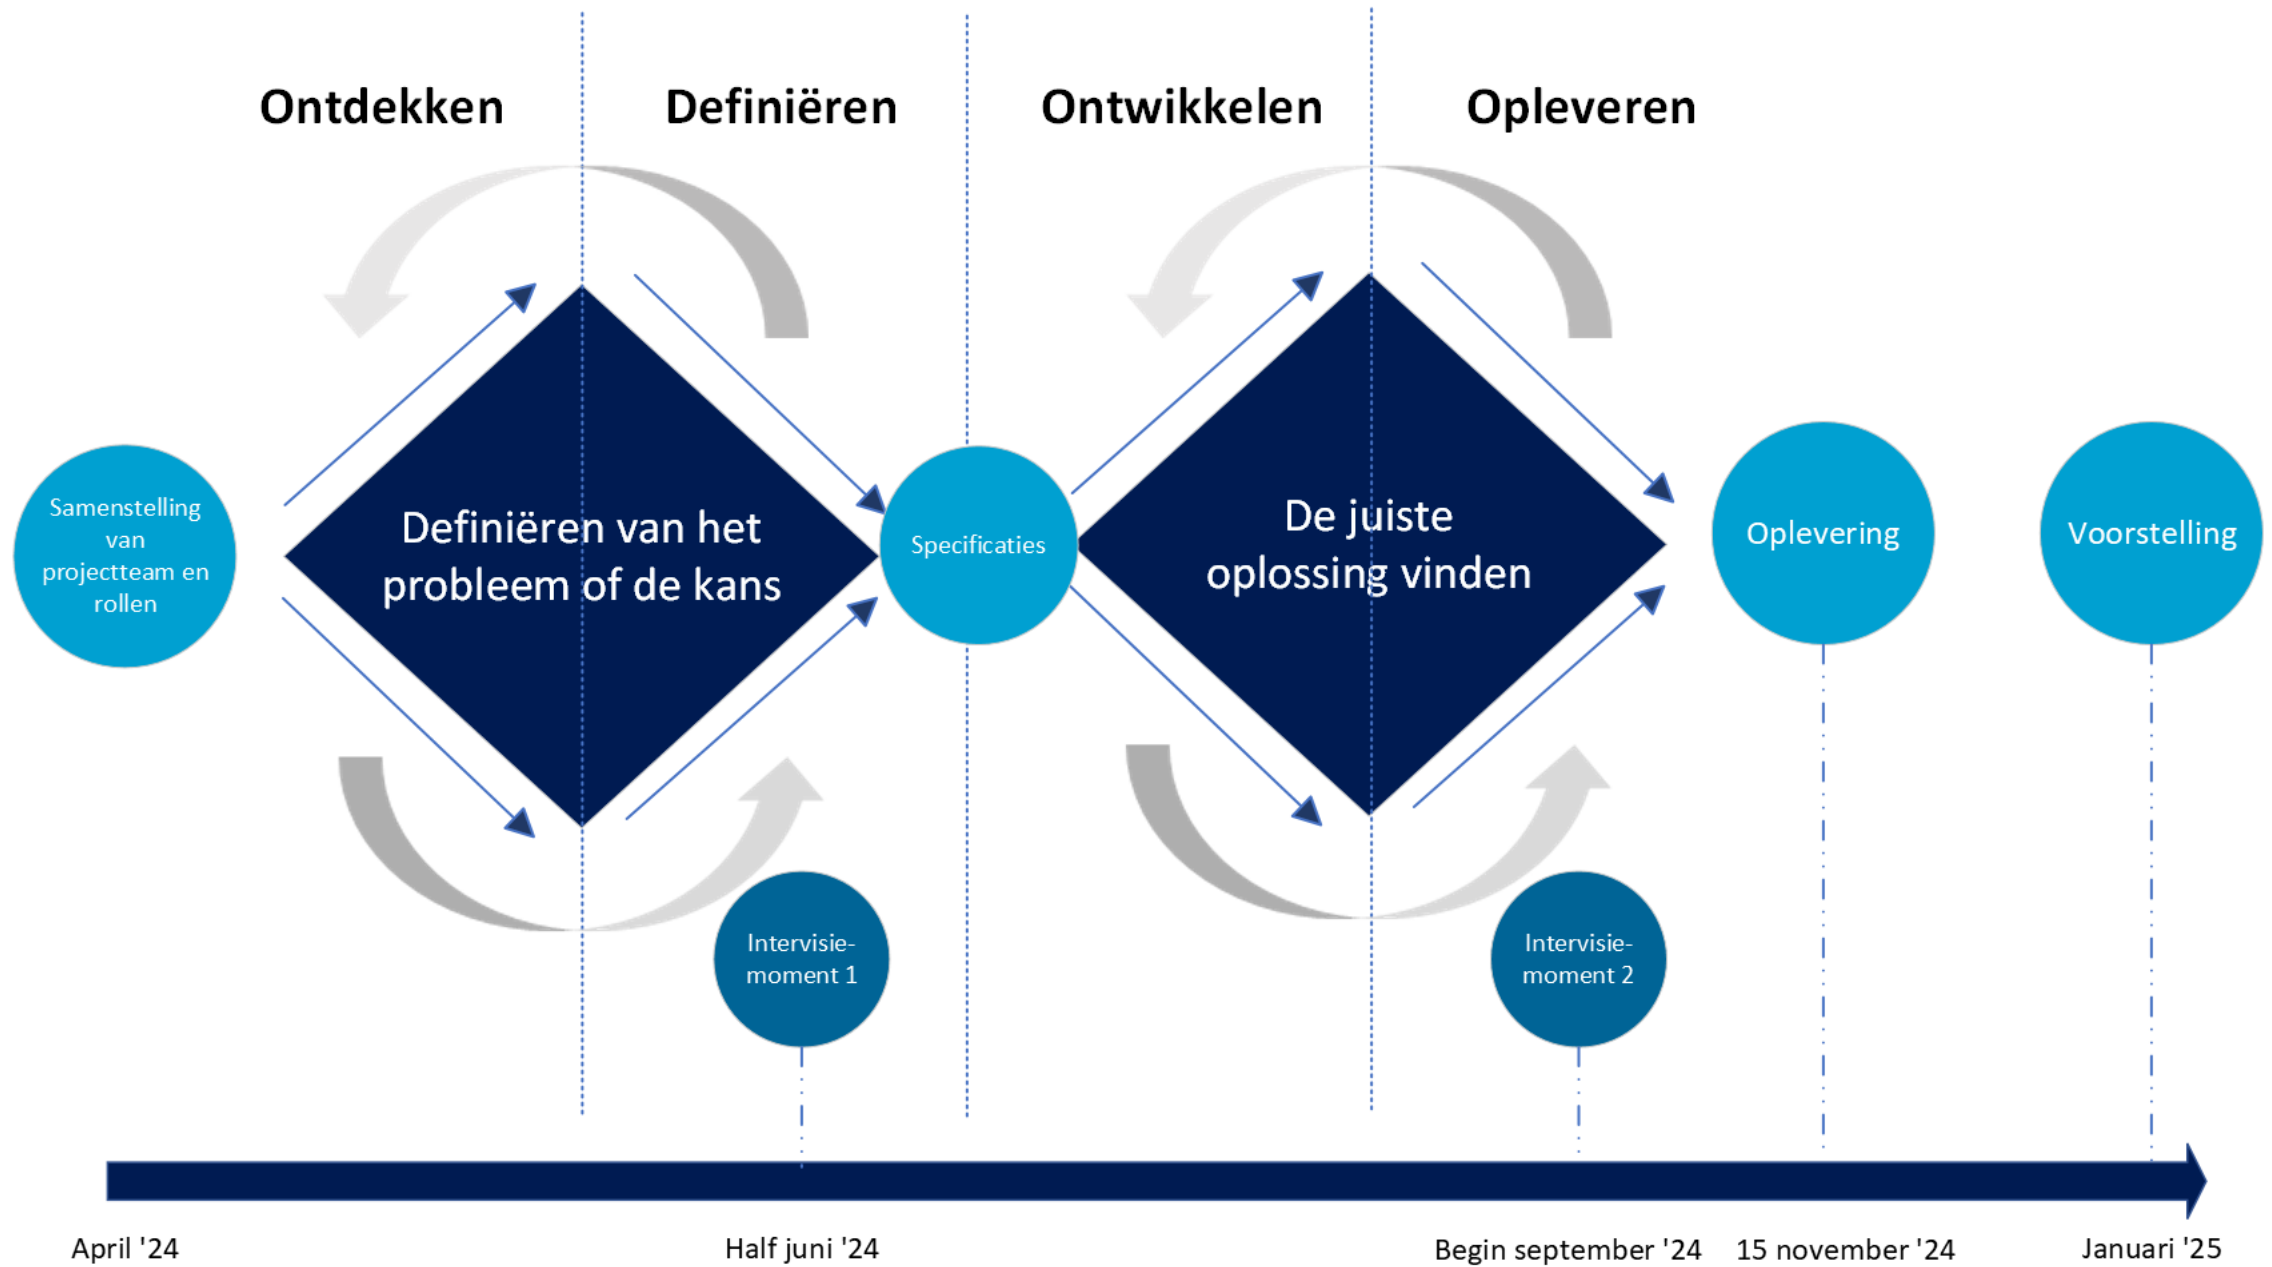 Ontdekken
Definiëren
Ontwikkelen
Opleveren
Samenstelling
van
projectteam en
rollen
Definiëren van het
probleem of de kans
Specificaties
De juiste
oplossing vinden
Oplevering
Voorstelling
Intervisie-
moment 1
Intervisie-
moment 2
April '24
Half juni '24
Begin september '24
15 november '24
Januari '25